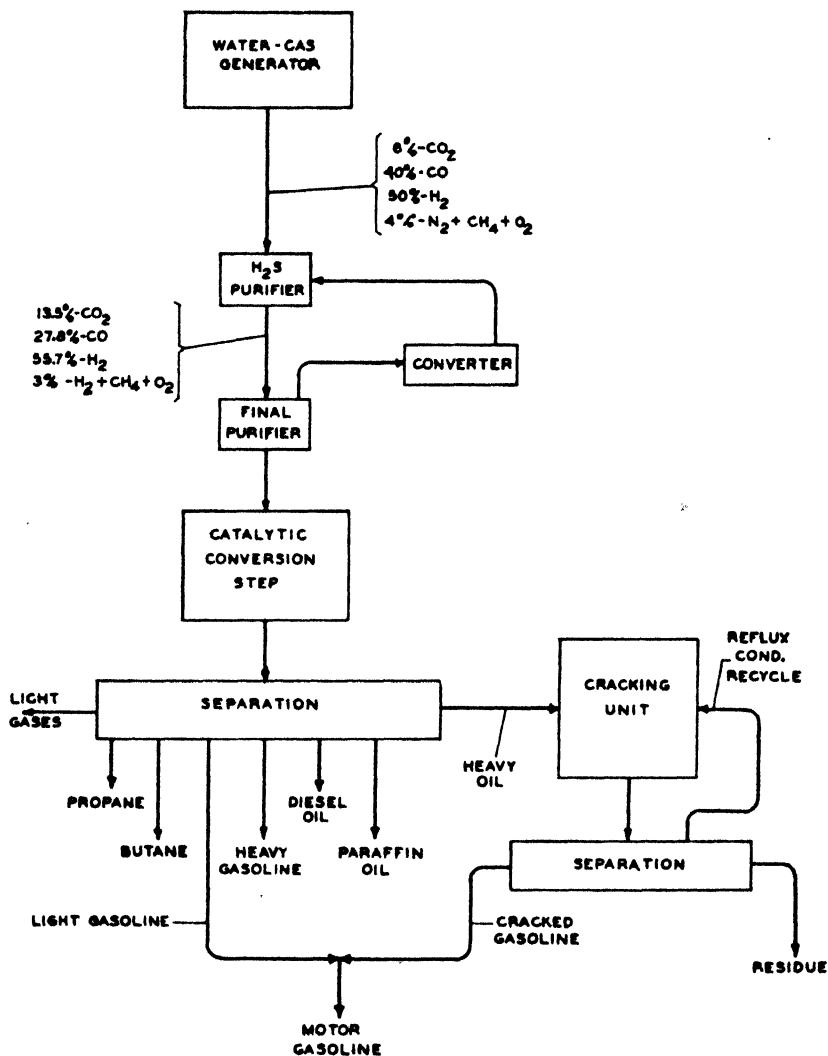 WATER-GAS
GENERATOR
6%-CO₂
40%-CO
50%-H₂
4%-N₂+CH₄+O₂
H₂S
PURIFIER
13.5%-CO₂
27.8%-CO
55.7%-H₂
3%-H₂+CH₄+O₂
CONVERTER
FINAL
PURIFIER
CATALYTIC
CONVERSION
STEP
REFLUX
COND.
RECYCLE
CRACKING
UNIT
SEPARATION
LIGHT
GASES
HEAVY
OIL
PROPANE
DIESEL
OIL
BUTANE
HEAVY
GASOLINE
PARAFFIN
OIL
SEPARATION
LIGHT GASOLINE
CRACKED
GASOLINE
RESIDUE
MOTOR
GASOLINE